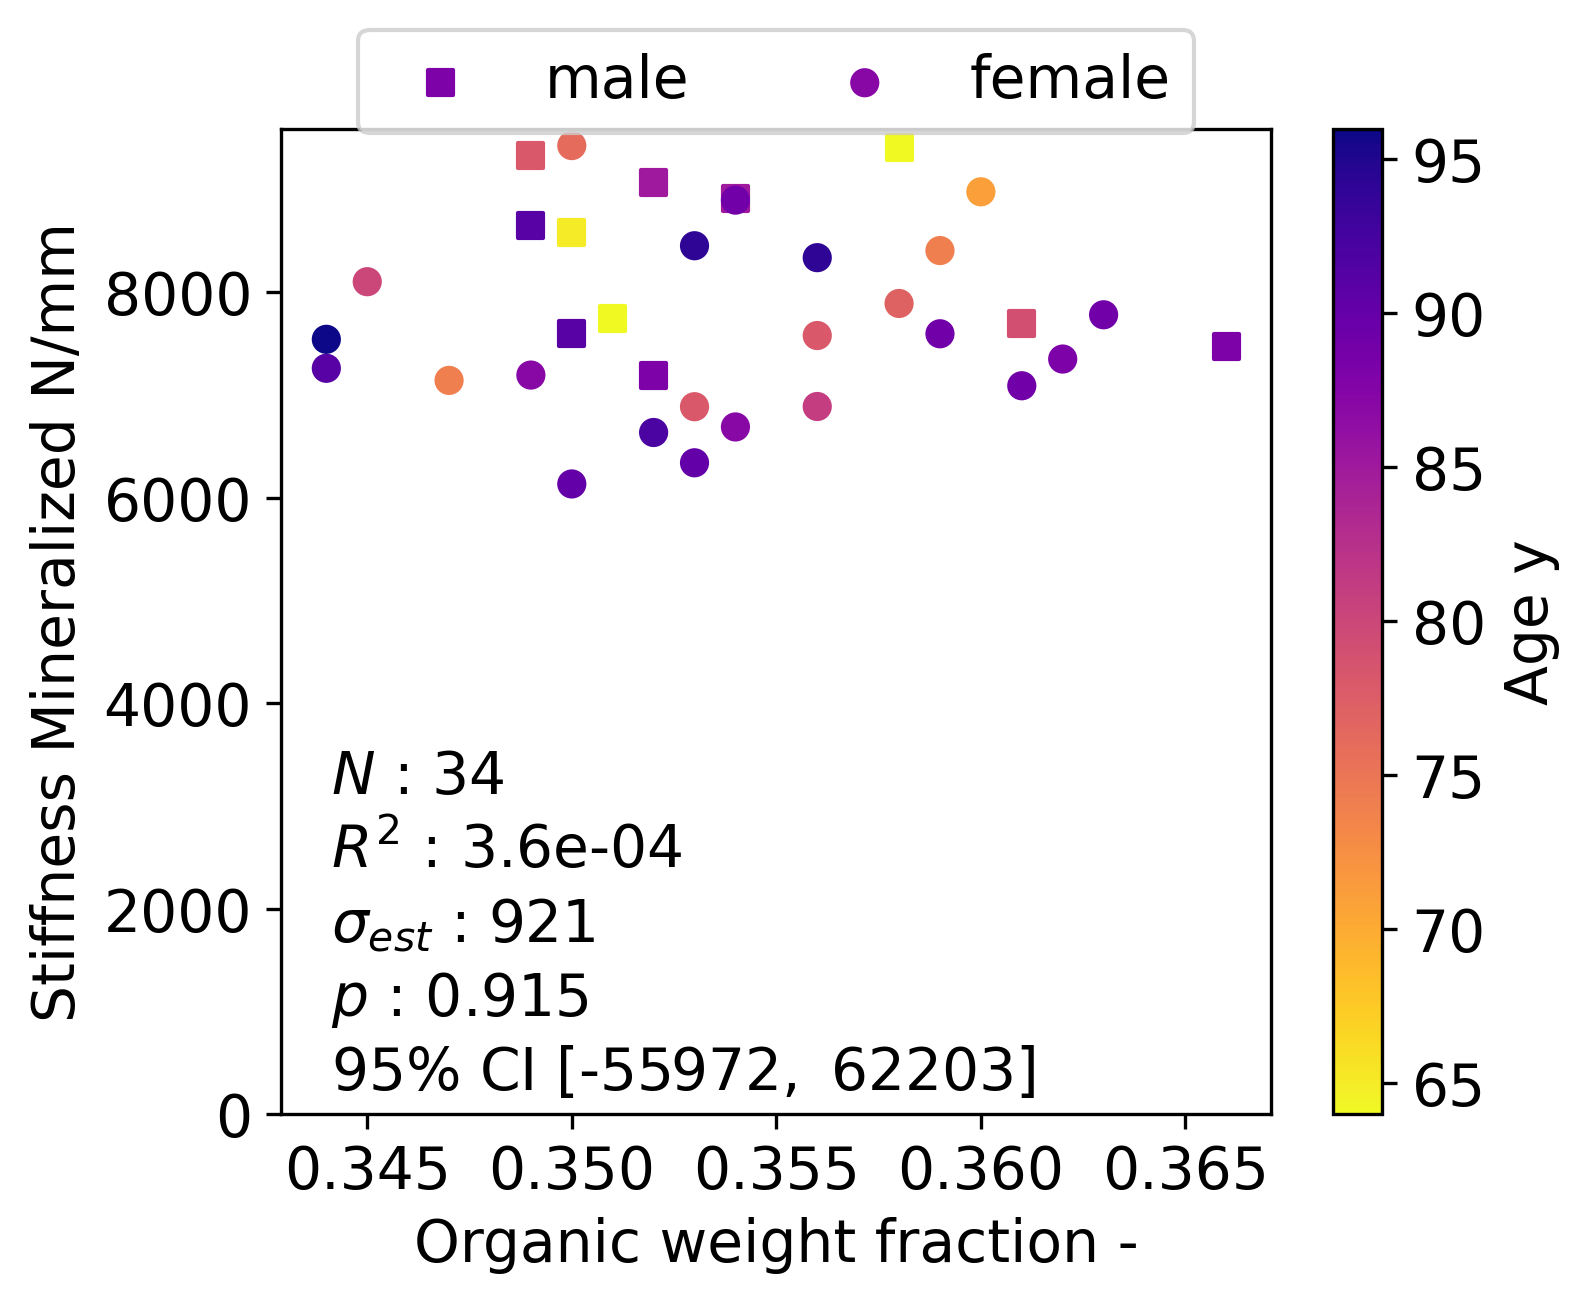 male female
Stiffness Mineralized N/mm
8000
6000
4000
2000
0
N : 34
R² : 3.6e-04
σest : 921
p : 0.915
95% CI [-55972, 62203]
0.345 0.350 0.355 0.360 0.365
Organic weight fraction -
95
90
85
80
75
70
65
Age y